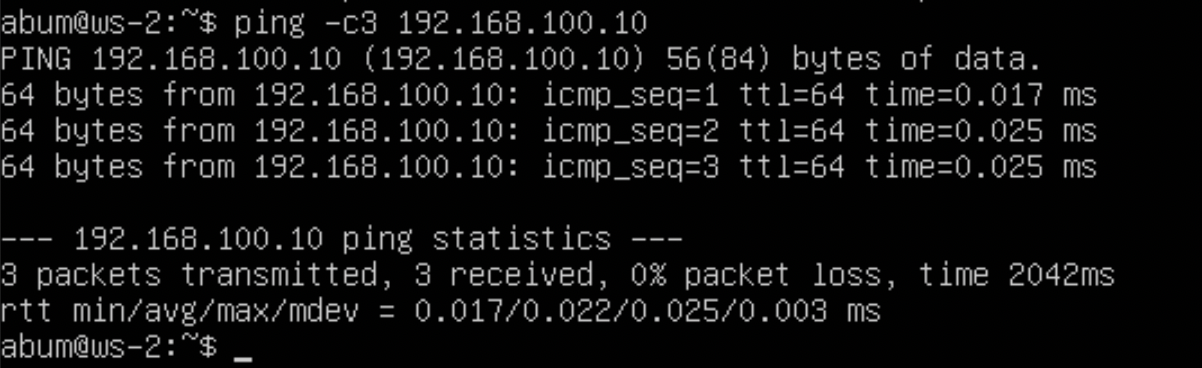 abum@ws-2:~$ ping -c3 192.168.100.10
PING 192.168.100.10 (192.168.100.10) 56(84) bytes of data.
64 bytes from 192.168.100.10: icmp_seq=1 ttl=64 time=0.017 ms
64 bytes from 192.168.100.10: icmp_seq=2 ttl=64 time=0.025 ms
64 bytes from 192.168.100.10: icmp_seq=3 ttl=64 time=0.025 ms

--- 192.168.100.10 ping statistics ---
3 packets transmitted, 3 received, 0% packet loss, time 2042ms
rtt min/avg/max/mdev = 0.017/0.022/0.025/0.003 ms
abum@ws-2:~$ _